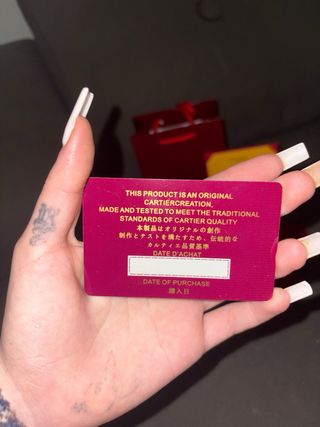 THIS PRODUCT IS AN ORIGINAL
CARTIERCREATION,
MADE AND TESTED TO MEET THE TRADITIONAL
STANDARDS OF CARTIER QUALITY
本製品はオリジナルの創作
制作とテストを満たすため、伝統的な
カルティエ品質基準
DATE D'ACHAT
DATE OF PURCHASE
購入日